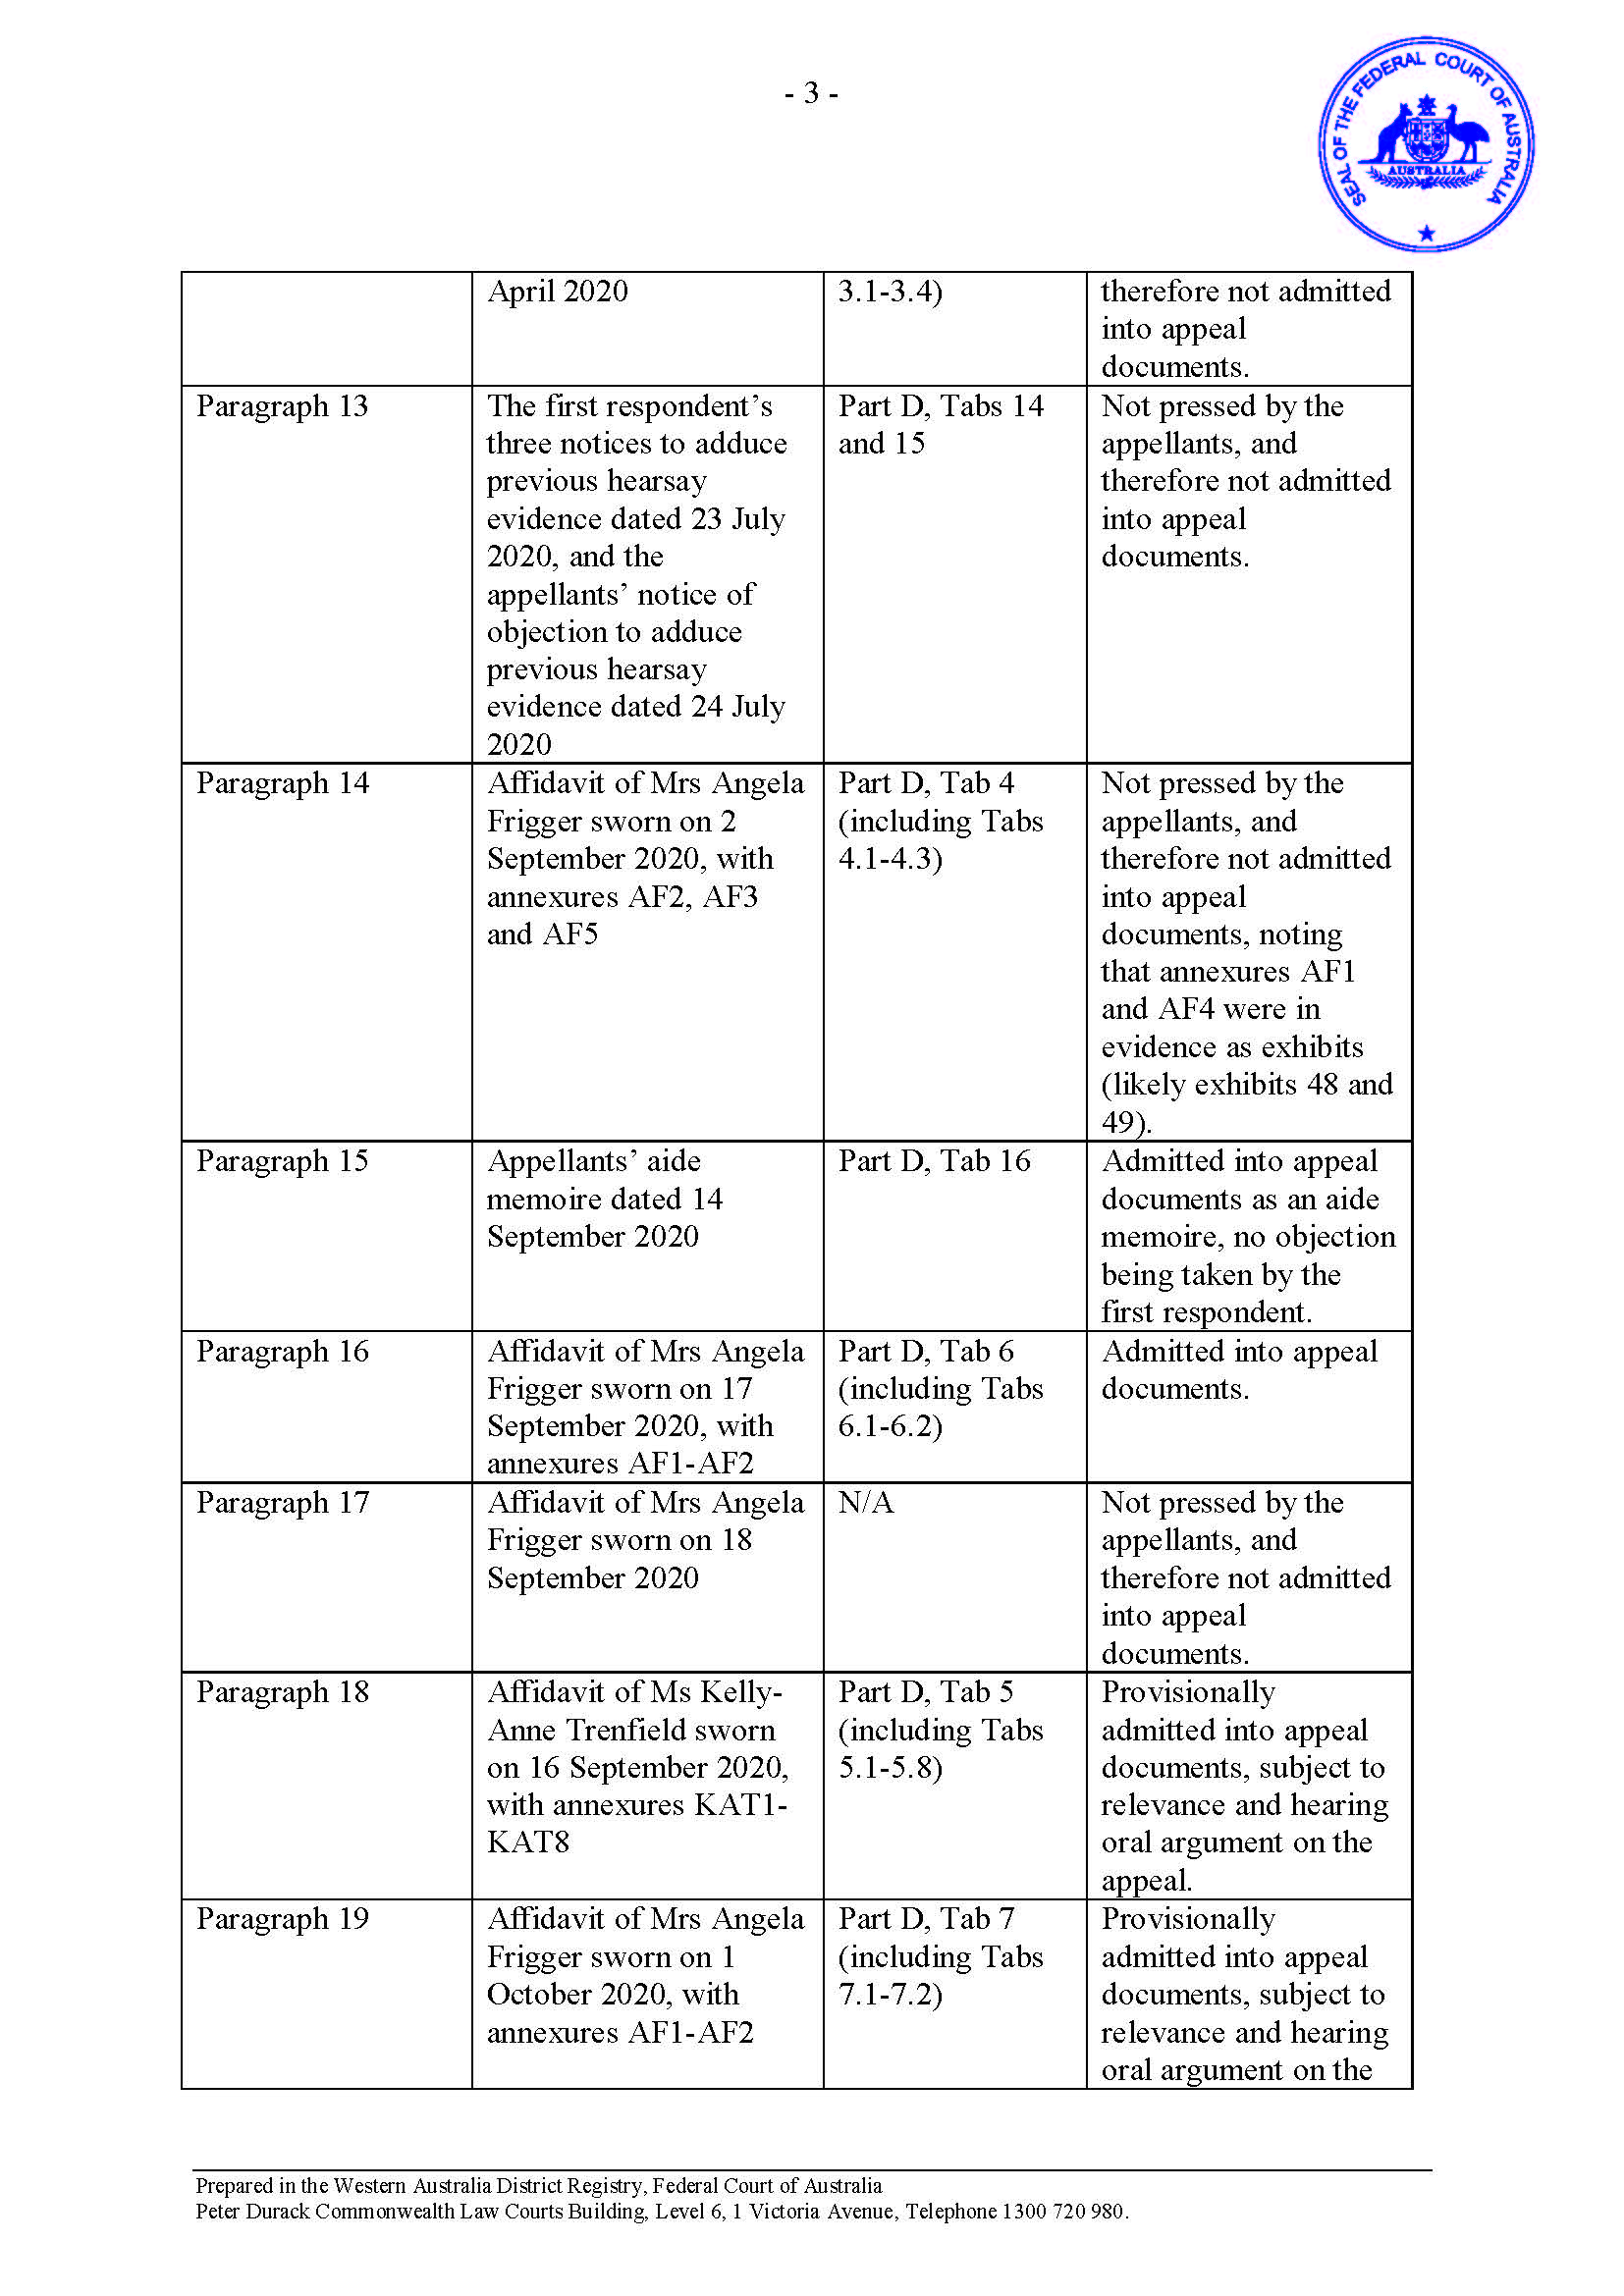 - 3 -
SEAL OF THE FEDERAL COURT OF AUSTRALIA
AUSTRALIA
April 2020
3.1-3.4)
therefore not admitted
into appeal
documents.
Paragraph 13
The first respondent’s
three notices to adduce
previous hearsay
evidence dated 23 July
2020, and the
appellants’ notice of
objection to adduce
previous hearsay
evidence dated 24 July
2020
Part D, Tabs 14
and 15
Not pressed by the
appellants, and
therefore not admitted
into appeal
documents.
Paragraph 14
Affidavit of Mrs Angela
Frigger sworn on 2
September 2020, with
annexures AF2, AF3
and AF5
Part D, Tab 4
(including Tabs
4.1-4.3)
Not pressed by the
appellants, and
therefore not admitted
into appeal
documents, noting
that annexures AF1
and AF4 were in
evidence as exhibits
(likely exhibits 48 and
49).
Paragraph 15
Appellants’ aide
memoire dated 14
September 2020
Part D, Tab 16
Admitted into appeal
documents as an aide
memoire, no objection
being taken by the
first respondent.
Paragraph 16
Affidavit of Mrs Angela
Frigger sworn on 17
September 2020, with
annexures AF1-AF2
Part D, Tab 6
(including Tabs
6.1-6.2)
Admitted into appeal
documents.
Paragraph 17
Affidavit of Mrs Angela
Frigger sworn on 18
September 2020
N/A
Not pressed by the
appellants, and
therefore not admitted
into appeal
documents.
Paragraph 18
Affidavit of Ms Kelly-
Anne Trenfield sworn
on 16 September 2020,
with annexures KAT1-
KAT8
Part D, Tab 5
(including Tabs
5.1-5.8)
Provisionally
admitted into appeal
documents, subject to
relevance and hearing
oral argument on the
appeal.
Paragraph 19
Affidavit of Mrs Angela
Frigger sworn on 1
October 2020, with
annexures AF1-AF2
Part D, Tab 7
(including Tabs
7.1-7.2)
Provisionally
admitted into appeal
documents, subject to
relevance and hearing
oral argument on the
Prepared in the Western Australia District Registry, Federal Court of Australia
Peter Durack Commonwealth Law Courts Building, Level 6, 1 Victoria Avenue, Telephone 1300 720 980.